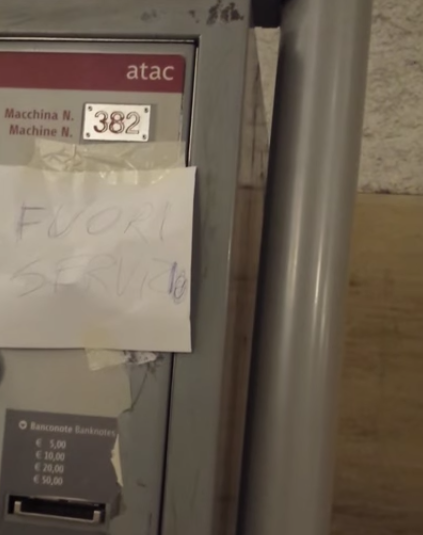 atac
Macchina N.
Machine N.
382
FUORI
SERVIZIO
Banconote Banknotes
€ 5,00
€ 10,00
€ 20,00
€ 50,00